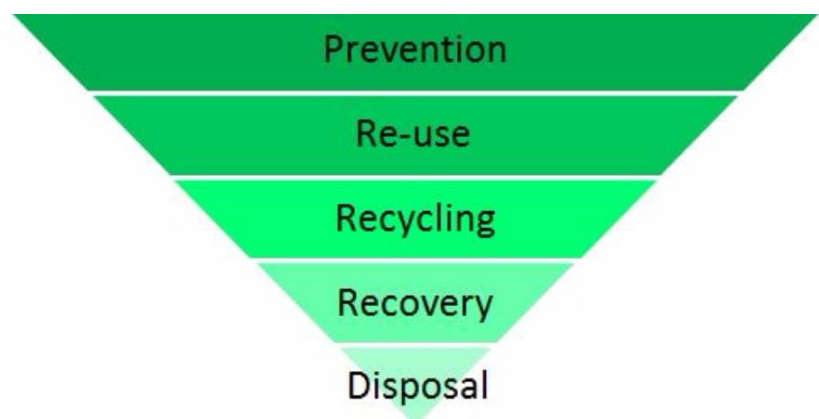 Prevention
Re-use
Recycling
Recovery
Disposal